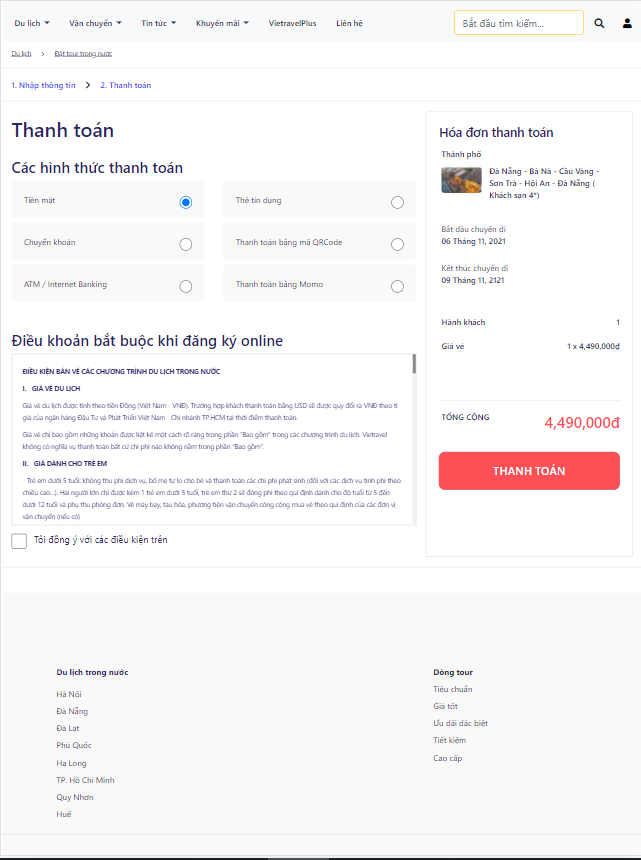 Du lịch Vận chuyển Tin tức Khuyến mãi VietravelPlus Liên hệ Bắt đầu tìm kiếm...
Du lịch > Đặt tour trong nước
1. Nhập thông tin > 2. Thanh toán
Thanh toán
Các hình thức thanh toán
Tiền mặt
Thẻ tín dụng
Chuyển khoản
Thanh toán bằng mã QRCode
ATM / Internet Banking
Thanh toán bằng Momo
Điều khoản bắt buộc khi đăng ký online
ĐIỀU KIỆN BÁN VÉ CÁC CHƯƠNG TRÌNH DU LỊCH TRONG NƯỚC
I. GIÁ VÉ DU LỊCH
Giá vé du lịch được tính theo tiền Đồng (Việt Nam - VNĐ). Trường hợp khách thanh toán bằng USD sẽ được quy đổi ra VNĐ theo tỉ
giá của ngân hàng Đầu Tư và Phát Triển Việt Nam - Chi nhánh TP.HCM tại thời điểm thanh toán.
Giá vé chỉ bao gồm những khoản được liệt kê một cách rõ ràng trong phần "Bao gồm" trong các chương trình du lịch. Vietravel
không có nghĩa vụ thanh toán bất cứ chi phí nào không nằm trong phần "Bao gồm".
II. GIÁ DÀNH CHO TRẺ EM
- Trẻ em dưới 5 tuổi: không thu phí dịch vụ, bố mẹ tự lo cho bé và thanh toán các chi phí phát sinh (đối với các dịch vụ tính phí theo
chiều cao...). Hai người lớn chỉ được kèm 1 trẻ em dưới 5 tuổi, trẻ em thứ 2 sẽ đóng phí theo qui định dành cho độ tuổi từ 5 đến
dưới 12 tuổi và phụ thu phòng đơn. Vé máy bay, tàu hỏa, phương tiện vận chuyển công cộng mua vé theo qui định của các đơn vị
vận chuyển (nếu có)
Tôi đồng ý với các điều kiện trên
Hóa đơn thanh toán
Thành phố
Đà Nẵng - Bà Nà - Cầu Vàng -
Sơn Trà - Hội An - Đà Nẵng (
Khách sạn 4*)
Bắt đầu chuyến đi
06 Tháng 11, 2021
Kết thúc chuyến đi
09 Tháng 11, 2121
Hành khách 1
Giá vé 1 x 4,490,000₫
TỔNG CỘNG 4,490,000₫
THANH TOÁN
Du lịch trong nước
Hà Nội
Đà Nẵng
Đà Lạt
Phú Quốc
Hạ Long
TP. Hồ Chí Minh
Quy Nhơn
Huế
Dòng tour
Tiêu chuẩn
Giá tốt
Ưu đãi đặc biệt
Tiết kiệm
Cao cấp